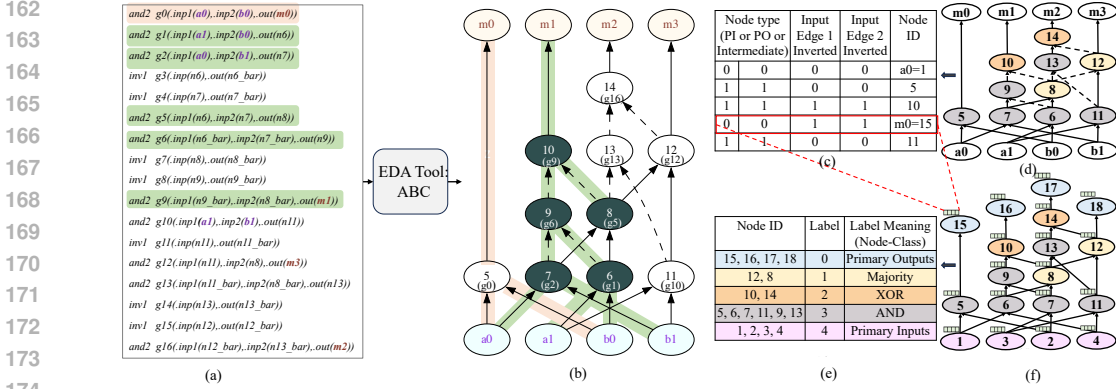 162
163
164
165
166
167
168
169
170
171
172
173
174
and2 g0(.inp1(a0),.inp2(b0),.out(m0))
and2 g1(.inp1(a1),.inp2(b0),.out(n6))
and2 g2(.inp1(a0),.inp2(b1),.out(n7))
inv1 g3(.inp(n6),.out(n6_bar))
inv1 g4(.inp(n7),.out(n7_bar))
and2 g5(.inp1(n6),.inp2(n7),.out(n8))
and2 g6(.inp1(n6_bar),.inp2(n7_bar),.out(n9))
inv1 g7(.inp(n8),.out(n8_bar))
inv1 g8(.inp(n9),.out(n9_bar))
and2 g9(.inp1(n9_bar),.inp2(n8_bar),.out(m1))
and2 g10(.inp1(a1),.inp2(b1),.out(n11))
inv1 g11(.inp(n11),.out(n11_bar))
and2 g12(.inp1(n11),.inp2(n8),.out(m3))
and2 g13(.inp1(n11_bar),.inp2(n8_bar),.out(n13))
inv1 g14(.inp(n13),.out(n13_bar))
inv1 g15(.inp(n12),.out(n12_bar))
and2 g16(.inp1(n12_bar),.inp2(n13_bar),.out(m2))
(a)
EDA Tool:
ABC
m0 m1 m2 m3
14
(g16)
10 13 12
(g9) (g13) (g12)
9 8
(g6) (g5)
5 7 6 11
(g0) (g2) (g1) (g10)
a0 a1 b0 b1
(b)
Node type Input Input Node
(PI or PO or Edge 1 Edge 2 ID
Intermediate) Inverted Inverted
0 0 0 0 a0=1
1 1 0 0 5
1 1 1 1 10
0 0 1 1 m0=15
1 1 0 0 11
(c)
m0 m1 m2 m3
14
10 13 12
9 8
5 7 6 11
a0 a1 b0 b1
(d)
Node ID Label Label Meaning
(Node-Class)
15, 16, 17, 18 0 Primary Outputs
12, 8 1 Majority
10, 14 2 XOR
5, 6, 7, 11, 9, 13 3 AND
1, 2, 3, 4 4 Primary Inputs
(e)
17
16 18
15 14
10 13 12
9 8
5 7 6 11
1 3 2 4
(f)